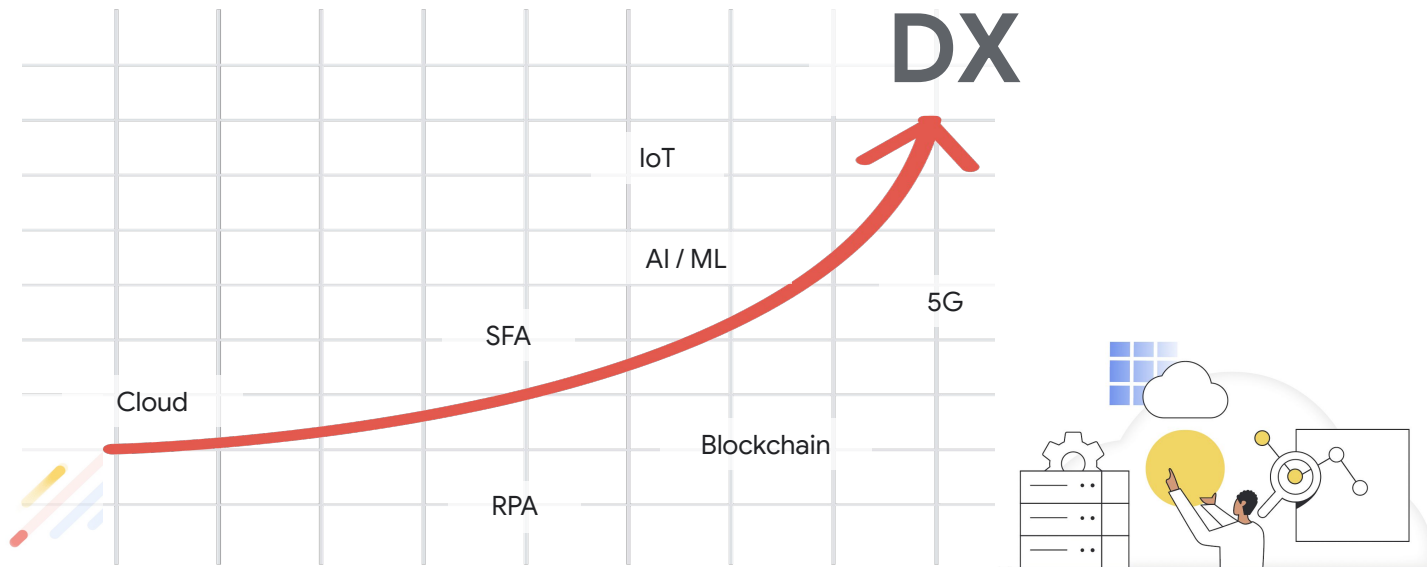 DX
IoT
AI / ML
5G
SFA
Cloud
Blockchain
RPA